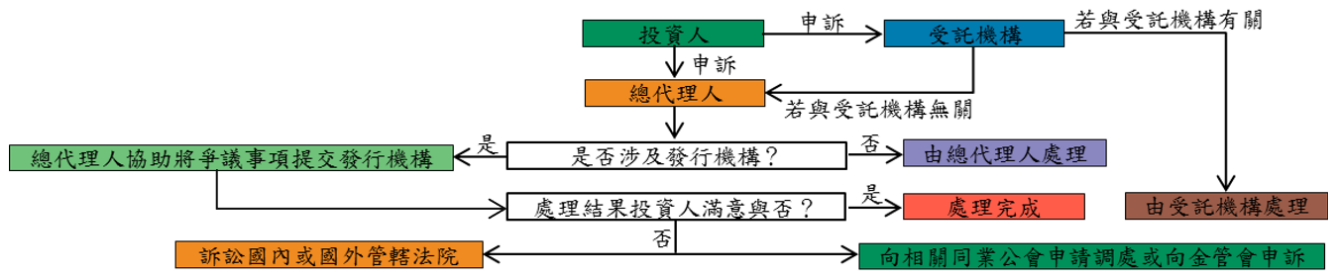 投資人
申訴
受託機構
若與受託機構有關
申訴
總代理人
若與受託機構無關
總代理人協助將爭議事項提交發行機構
是
是否涉及發行機構？
否
由總代理人處理
處理結果投資人滿意與否？
是
處理完成
由受託機構處理
否
訴訟國內或國外管轄法院
向相關同業公會申請調處或向金管會申訴